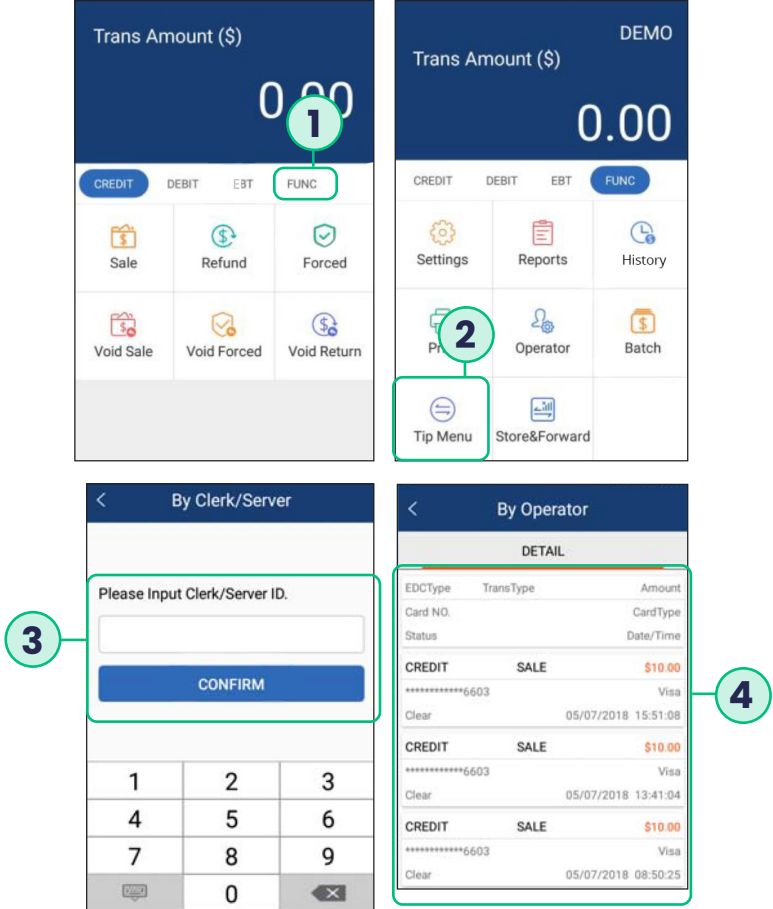 Trans Amount ($)
0.00
1
CREDIT DEBIT EBT FUNC
Sale Refund Forced
Void Sale Void Forced Void Return
DEMO
Trans Amount ($)
0.00
CREDIT DEBIT EBT FUNC
Settings Reports History
2
Operator Batch
Tip Menu Store&Forward
By Clerk/Server
3
Please Input Clerk/Server ID.
CONFIRM
1 2 3
4 5 6
7 8 9
0
By Operator
DETAIL
4
EDCType TransType Amount
Card NO. CardType
Status Date/Time
CREDIT SALE $10.00
************6603 Visa
Clear 05/07/2018 15:51:08
CREDIT SALE $10.00
************6603 Visa
Clear 05/07/2018 13:41:04
CREDIT SALE $10.00
************6603 Visa
Clear 05/07/2018 08:50:25